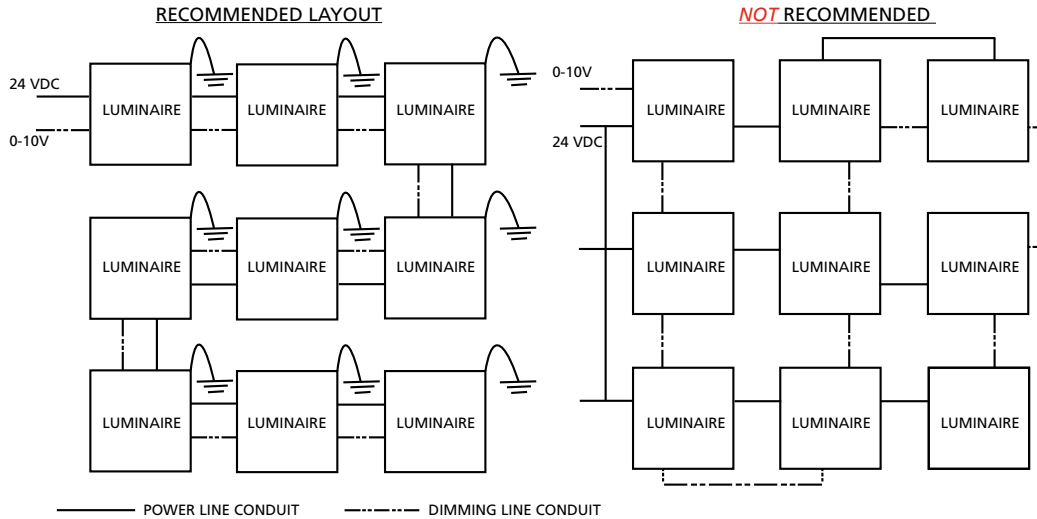 RECOMMENDED LAYOUT
24 VDC
0-10V
LUMINAIRE LUMINAIRE LUMINAIRE
LUMINAIRE LUMINAIRE LUMINAIRE
LUMINAIRE LUMINAIRE LUMINAIRE
NOT RECOMMENDED
0-10V
24 VDC
LUMINAIRE LUMINAIRE LUMINAIRE
LUMINAIRE LUMINAIRE LUMINAIRE
LUMINAIRE LUMINAIRE LUMINAIRE
POWER LINE CONDUIT
DIMMING LINE CONDUIT